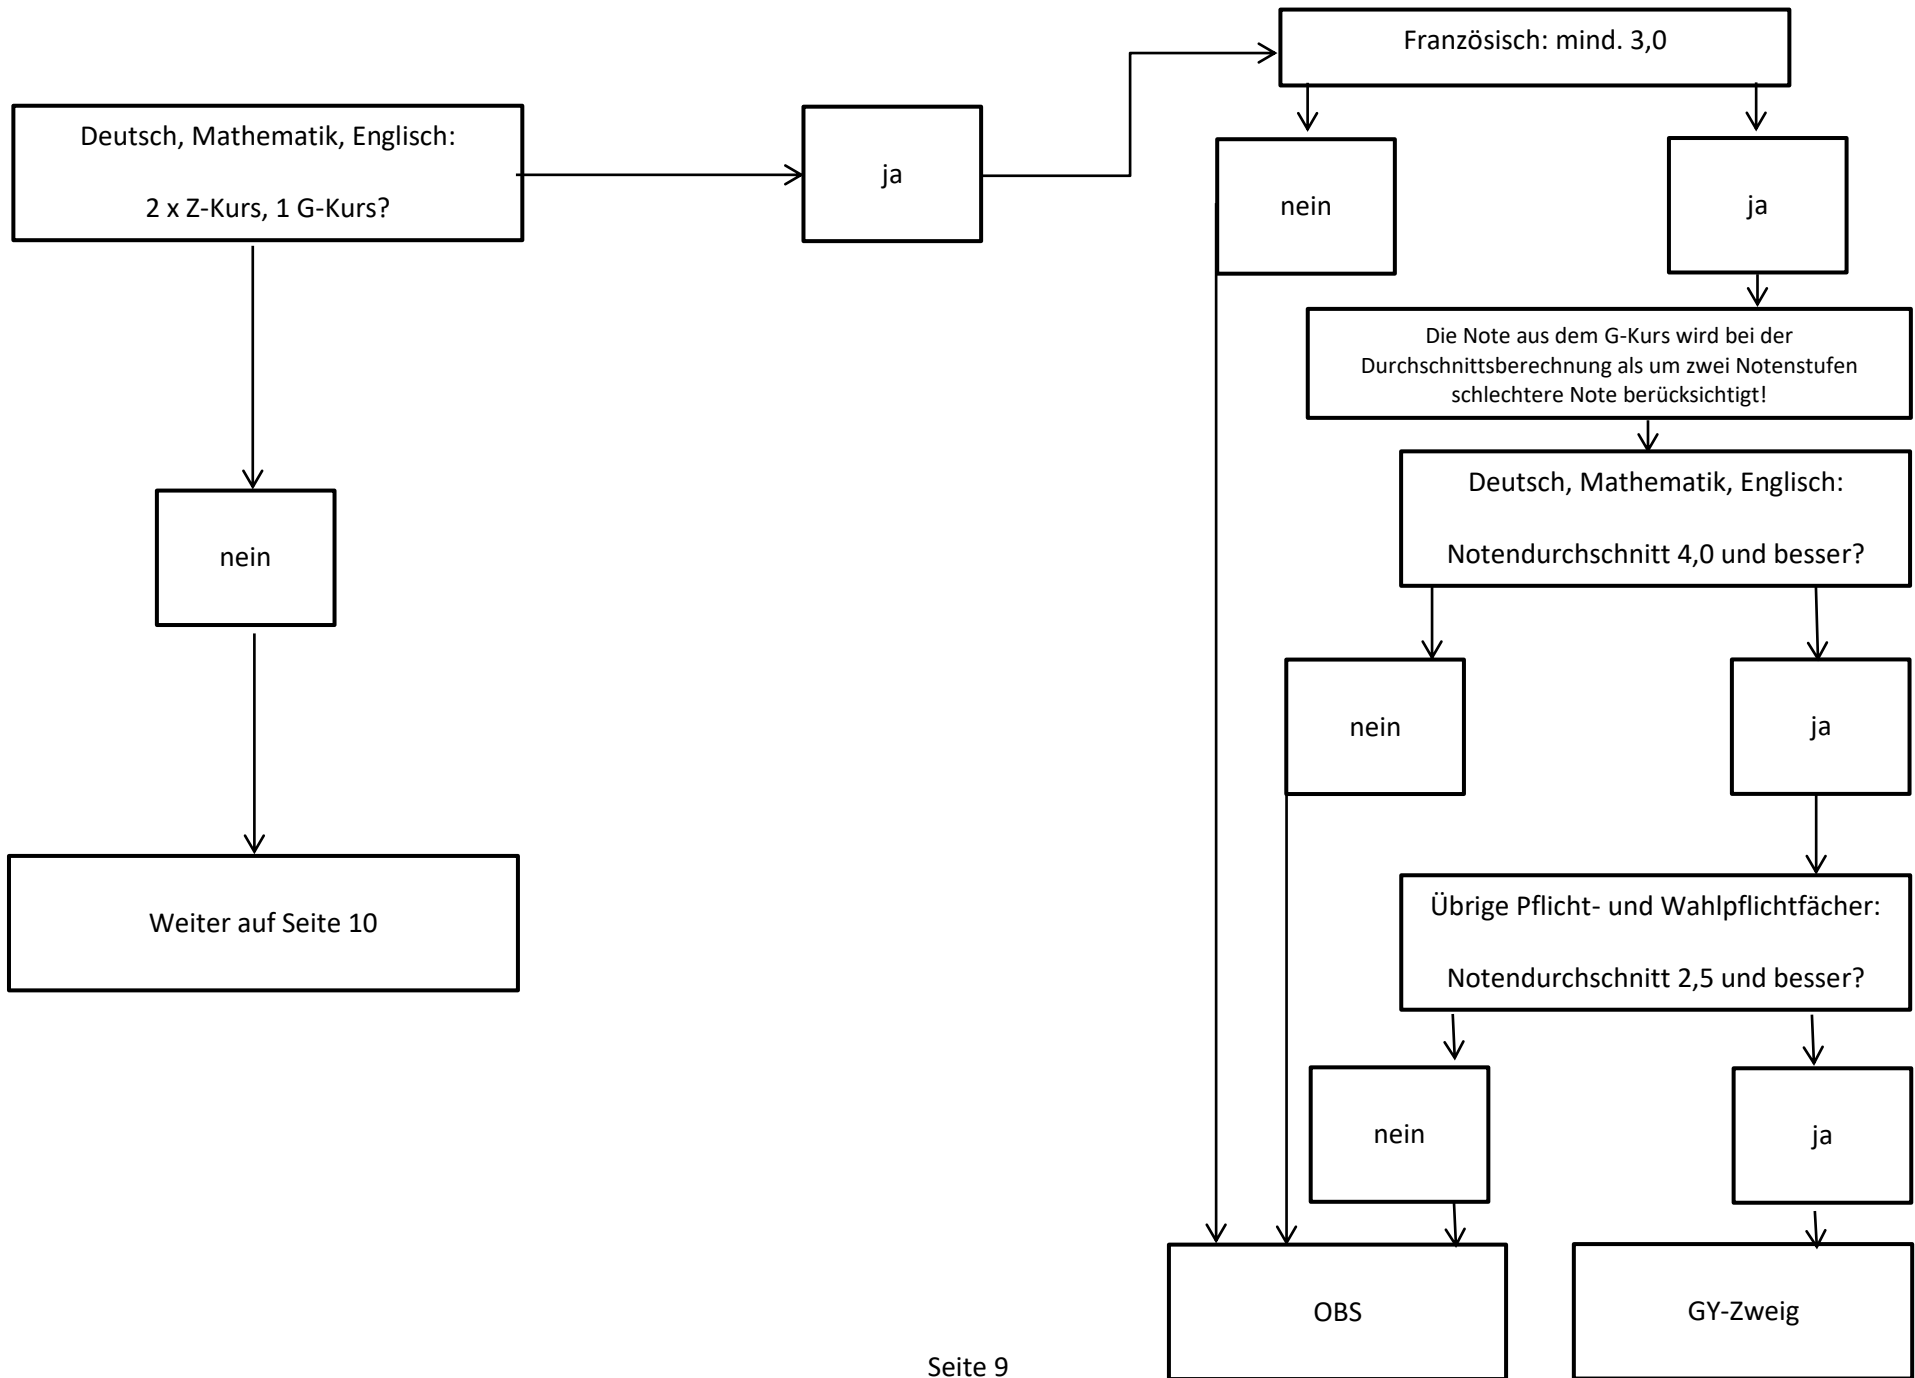 Französisch: mind. 3,0
Deutsch, Mathematik, Englisch:
2 x Z-Kurs, 1 G-Kurs?
ja
nein
ja
Die Note aus dem G-Kurs wird bei der
Durchschnittsberechnung als um zwei Notenstufen
schlechtere Note berücksichtigt!
Deutsch, Mathematik, Englisch:
Notendurchschnitt 4,0 und besser?
nein
nein
ja
Weiter auf Seite 10
Übrige Pflicht- und Wahlpflichtfächer:
Notendurchschnitt 2,5 und besser?
nein
ja
OBS
GY-Zweig
Seite 9